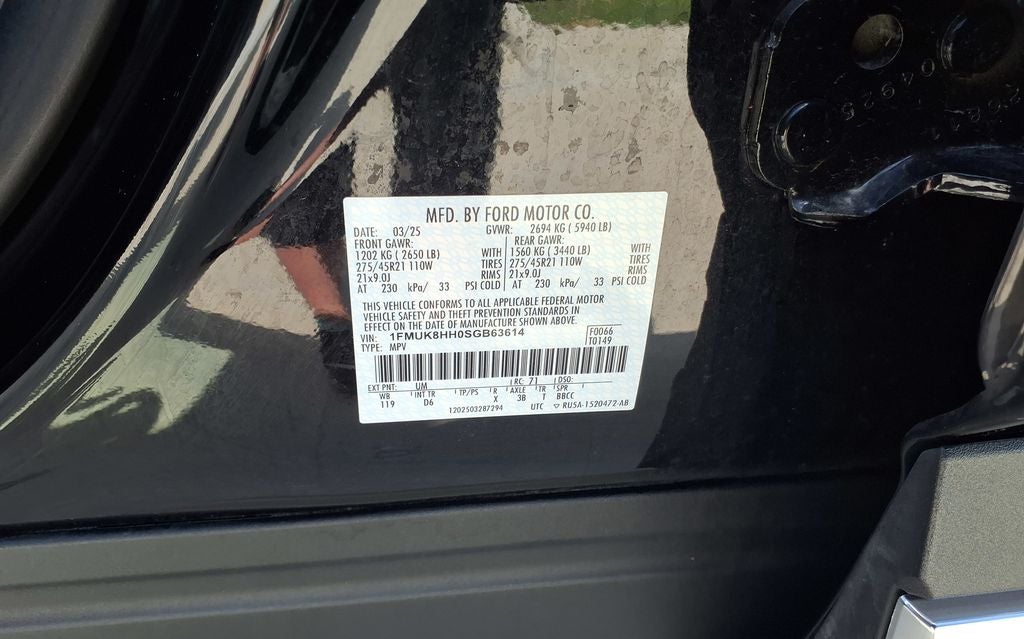 MFD. BY FORD MOTOR CO.
DATE: 03/25 GVWR: 2694 KG ( 5940 LB)
FRONT GAWR: REAR GAWR:
1202 KG ( 2650 LB) WITH 1560 KG ( 3440 LB) WITH
275/45R21 110W TIRES 275/45R21 110W TIRES
21x9.0J RIMS 21x9.0J RIMS
AT 230 kPa/ 33 PSI COLD AT 230 kPa/ 33 PSI COLD
THIS VEHICLE CONFORMS TO ALL APPLICABLE FEDERAL MOTOR
VEHICLE SAFETY AND THEFT PREVENTION STANDARDS IN
EFFECT ON THE DATE OF MANUFACTURE SHOWN ABOVE.
VIN: 1FMUK8HH0SGB63614 F0066
TYPE: MPV T0149
EXT PNT: UM RC: 71 DSO:
WB INT TR TP/PS R AXLE TR SPR
119 D6 X 3B T BBCC
1202503287294 UTC ▽ RU5A-1520472-AB
04925